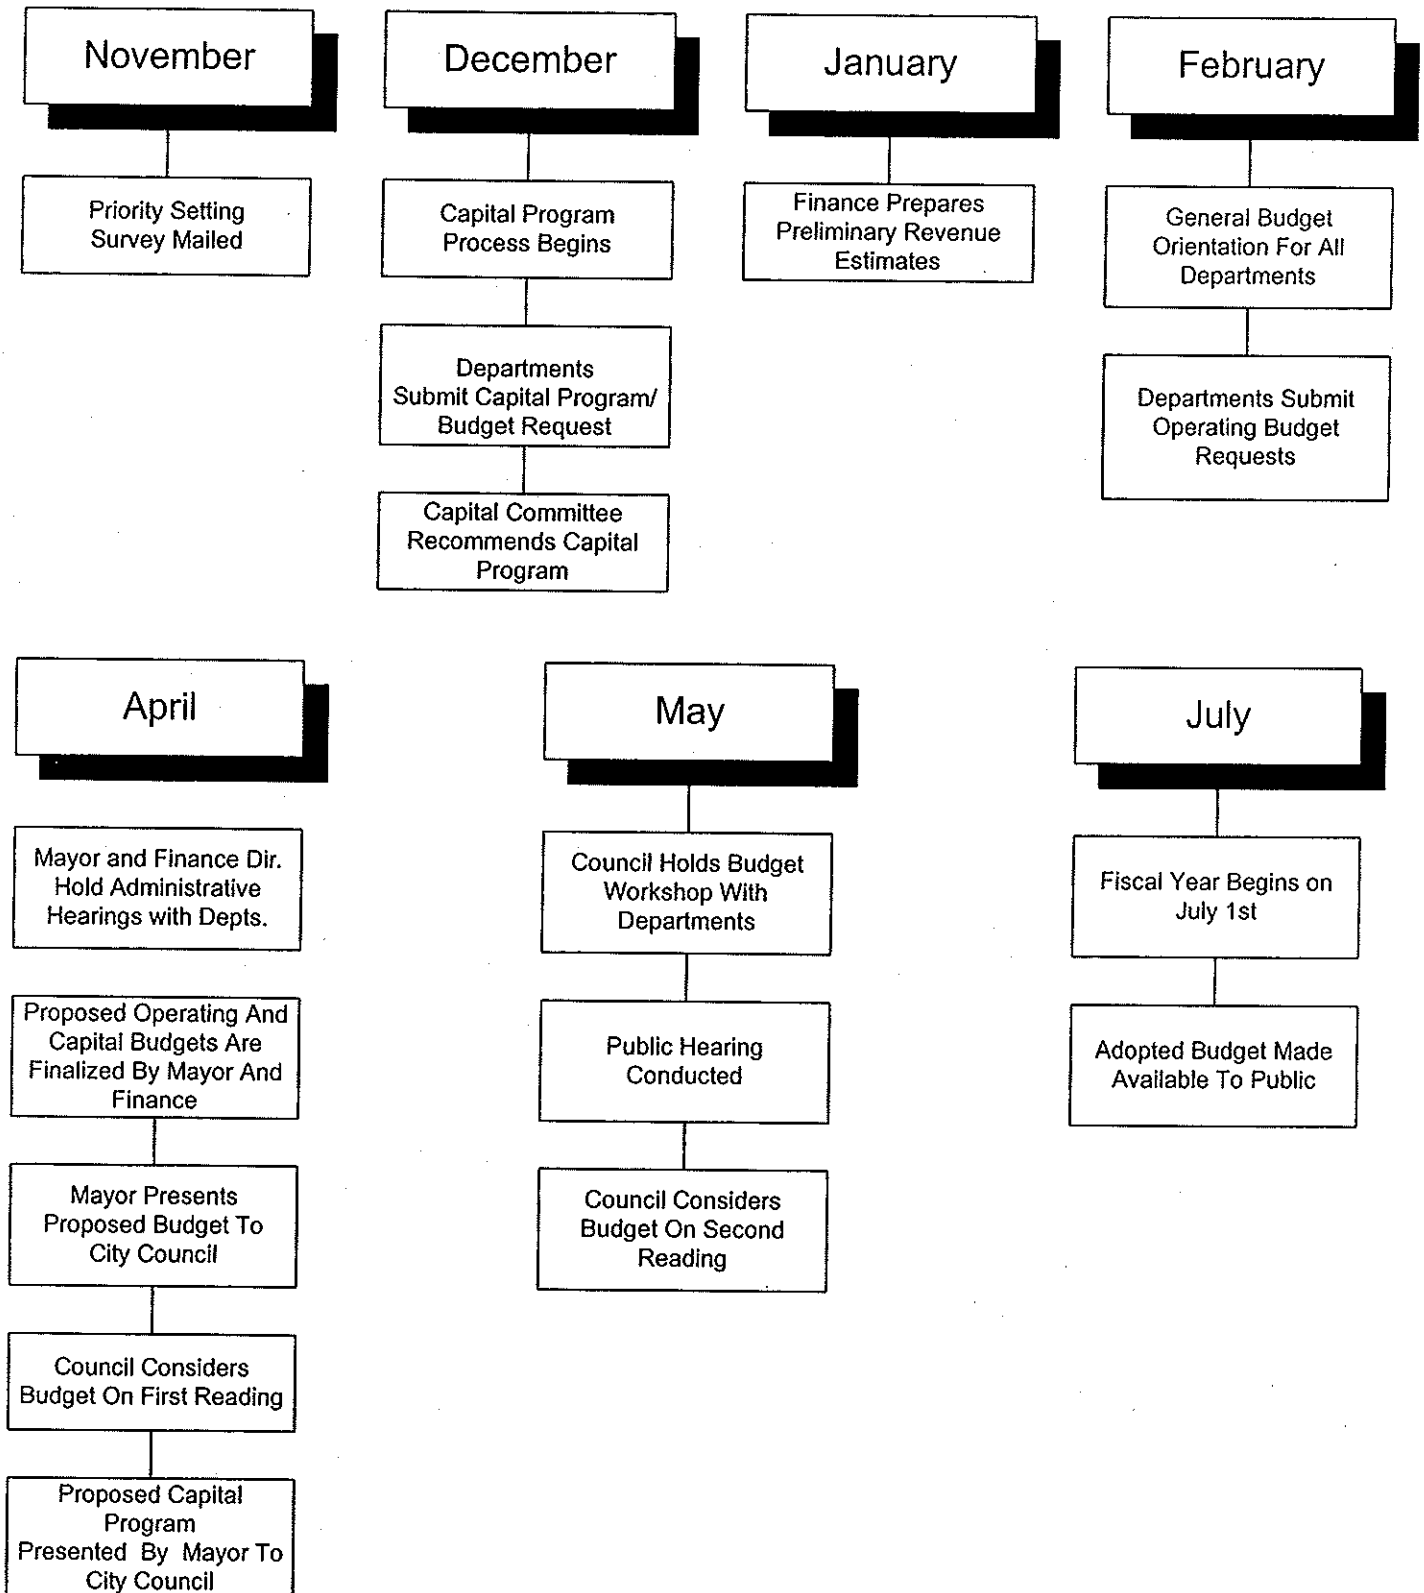 November
Priority Setting
Survey Mailed
December
Capital Program
Process Begins
Departments
Submit Capital Program/
Budget Request
Capital Committee
Recommends Capital
Program
January
Finance Prepares
Preliminary Revenue
Estimates
February
General Budget
Orientation For All
Departments
Departments Submit
Operating Budget
Requests
April
Mayor and Finance Dir.
Hold Administrative
Hearings with Depts.
Proposed Operating And
Capital Budgets Are
Finalized By Mayor And
Finance
Mayor Presents
Proposed Budget To
City Council
Council Considers
Budget On First Reading
Proposed Capital
Program
Presented By Mayor To
City Council
May
Council Holds Budget
Workshop With
Departments
Public Hearing
Conducted
Council Considers
Budget On Second
Reading
July
Fiscal Year Begins on
July 1st
Adopted Budget Made
Available To Public